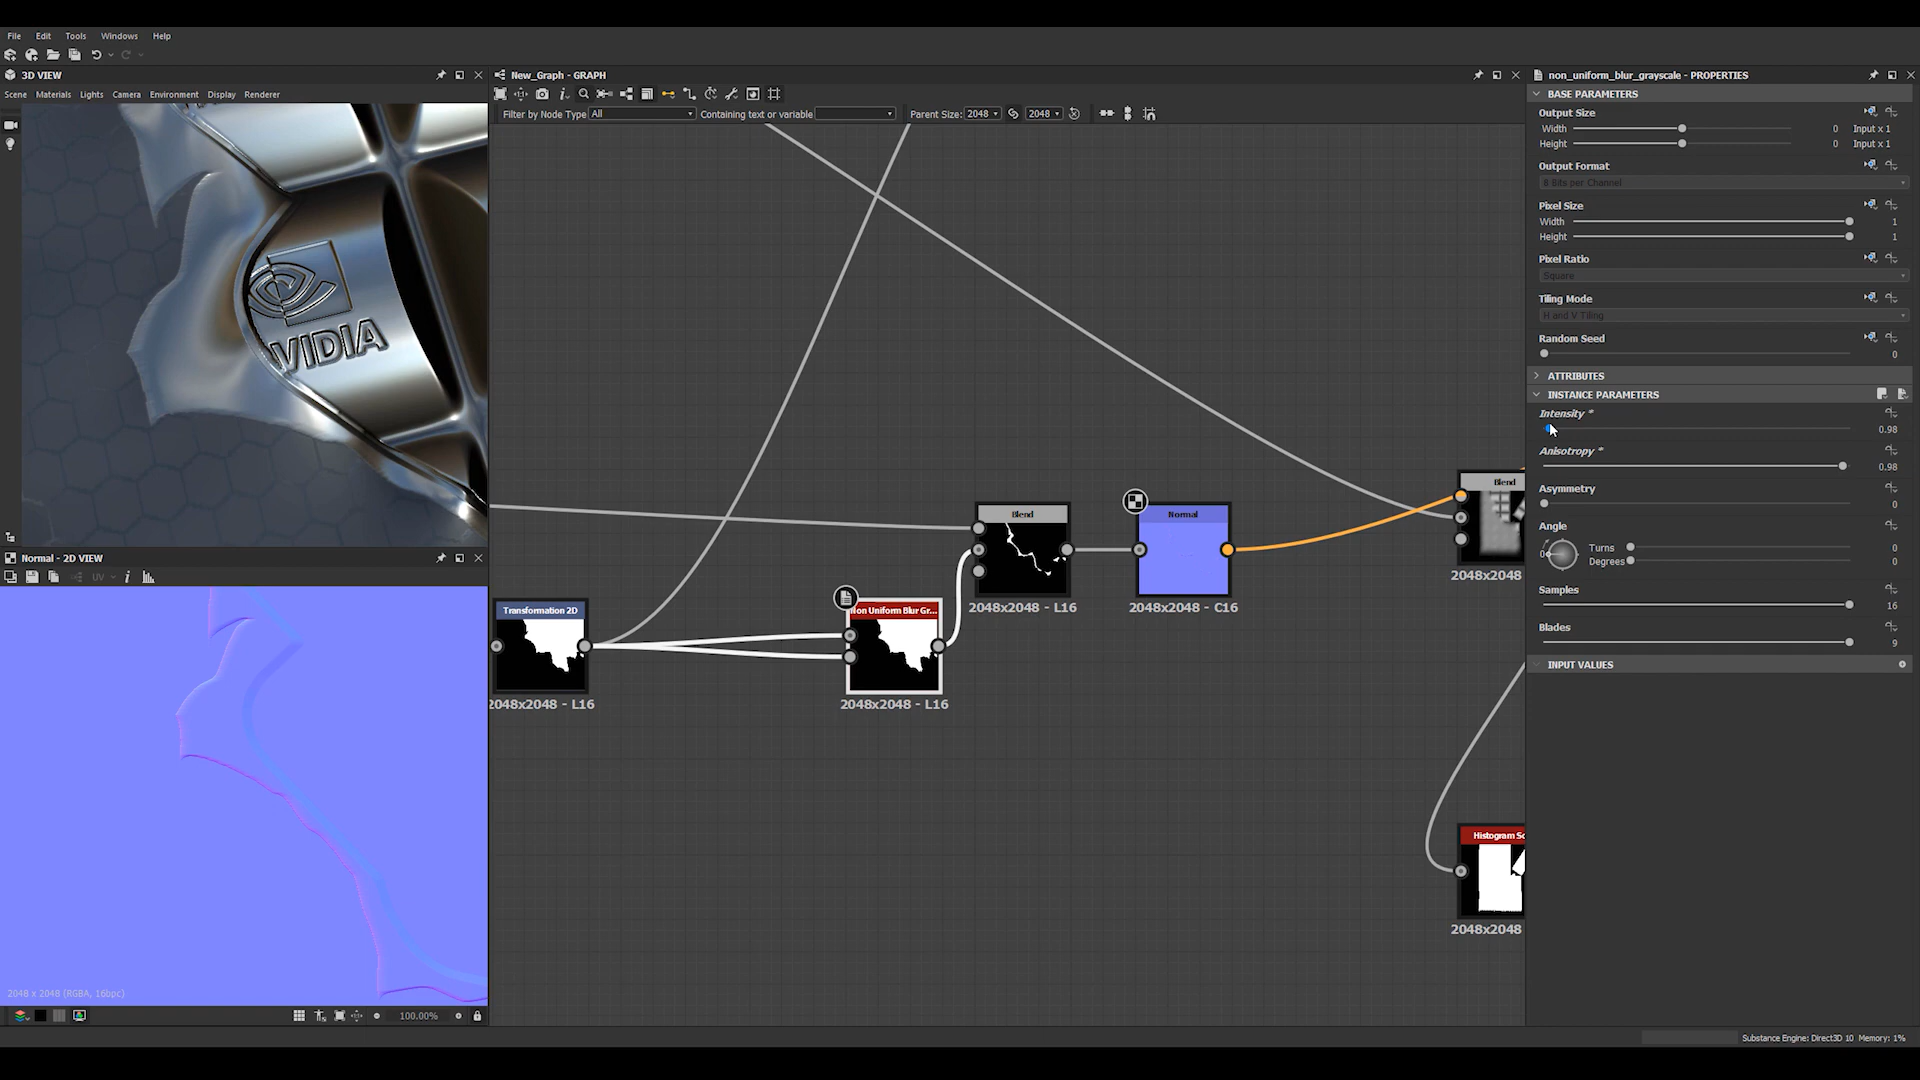 File Edit Tools Windows Help
3D VIEW
Scene Materials Lights Camera Environment Display Renderer
VIDIA
Normal - 2D VIEW
UV
2048 x 2048 (RGBA, 16bpc)
100.00%
New_Graph - GRAPH
Filter by Node Type All Containing text or variable Parent Size: 2048 2048
Blend
2048x2048
Blend
2048x2048 - L16
Normal
2048x2048 - C16
Transformation 2D
2048x2048 - L16
Non Uniform Blur Gr...
2048x2048 - L16
Histogram Sc
2048x2048
non_uniform_blur_grayscale - PROPERTIES
BASE PARAMETERS
Output Size
Width 0 Input x 1
Height 0 Input x 1
Output Format
8 Bits per Channel
Pixel Size
Width 1
Height 1
Pixel Ratio
Square
Tiling Mode
H and V Tiling
Random Seed
0
ATTRIBUTES
INSTANCE PARAMETERS
Intensity *
0.98
Anisotropy *
0.98
Asymmetry
0
Angle
0 Turns 0
Degrees 0
Samples
16
Blades
9
INPUT VALUES
Substance Engine: Direct3D 10 Memory: 1%